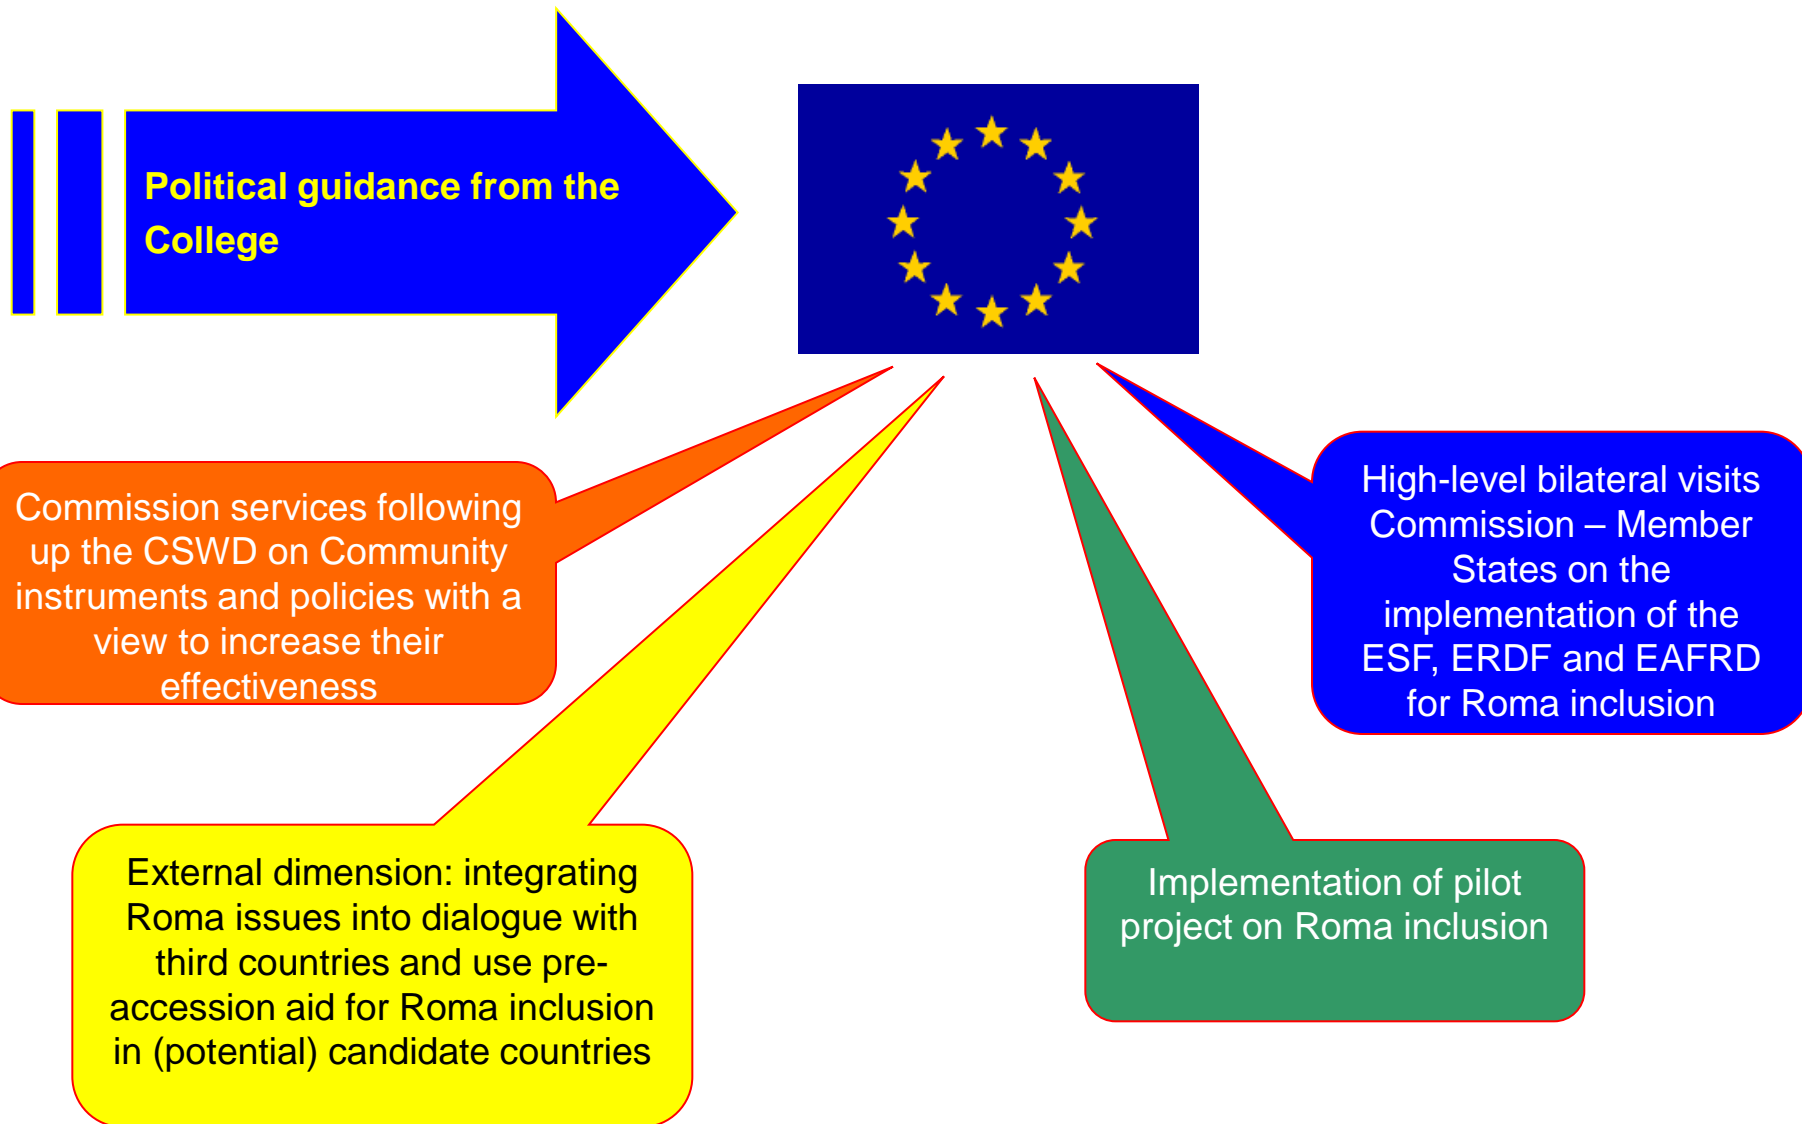 Political guidance from the
College
Commission services following
up the CSWD on Community
instruments and policies with a
view to increase their
effectiveness
High-level bilateral visits
Commission – Member
States on the
implementation of the
ESF, ERDF and EAFRD
for Roma inclusion
External dimension: integrating
Roma issues into dialogue with
third countries and use pre-
accession aid for Roma inclusion
in (potential) candidate countries
Implementation of pilot
project on Roma inclusion